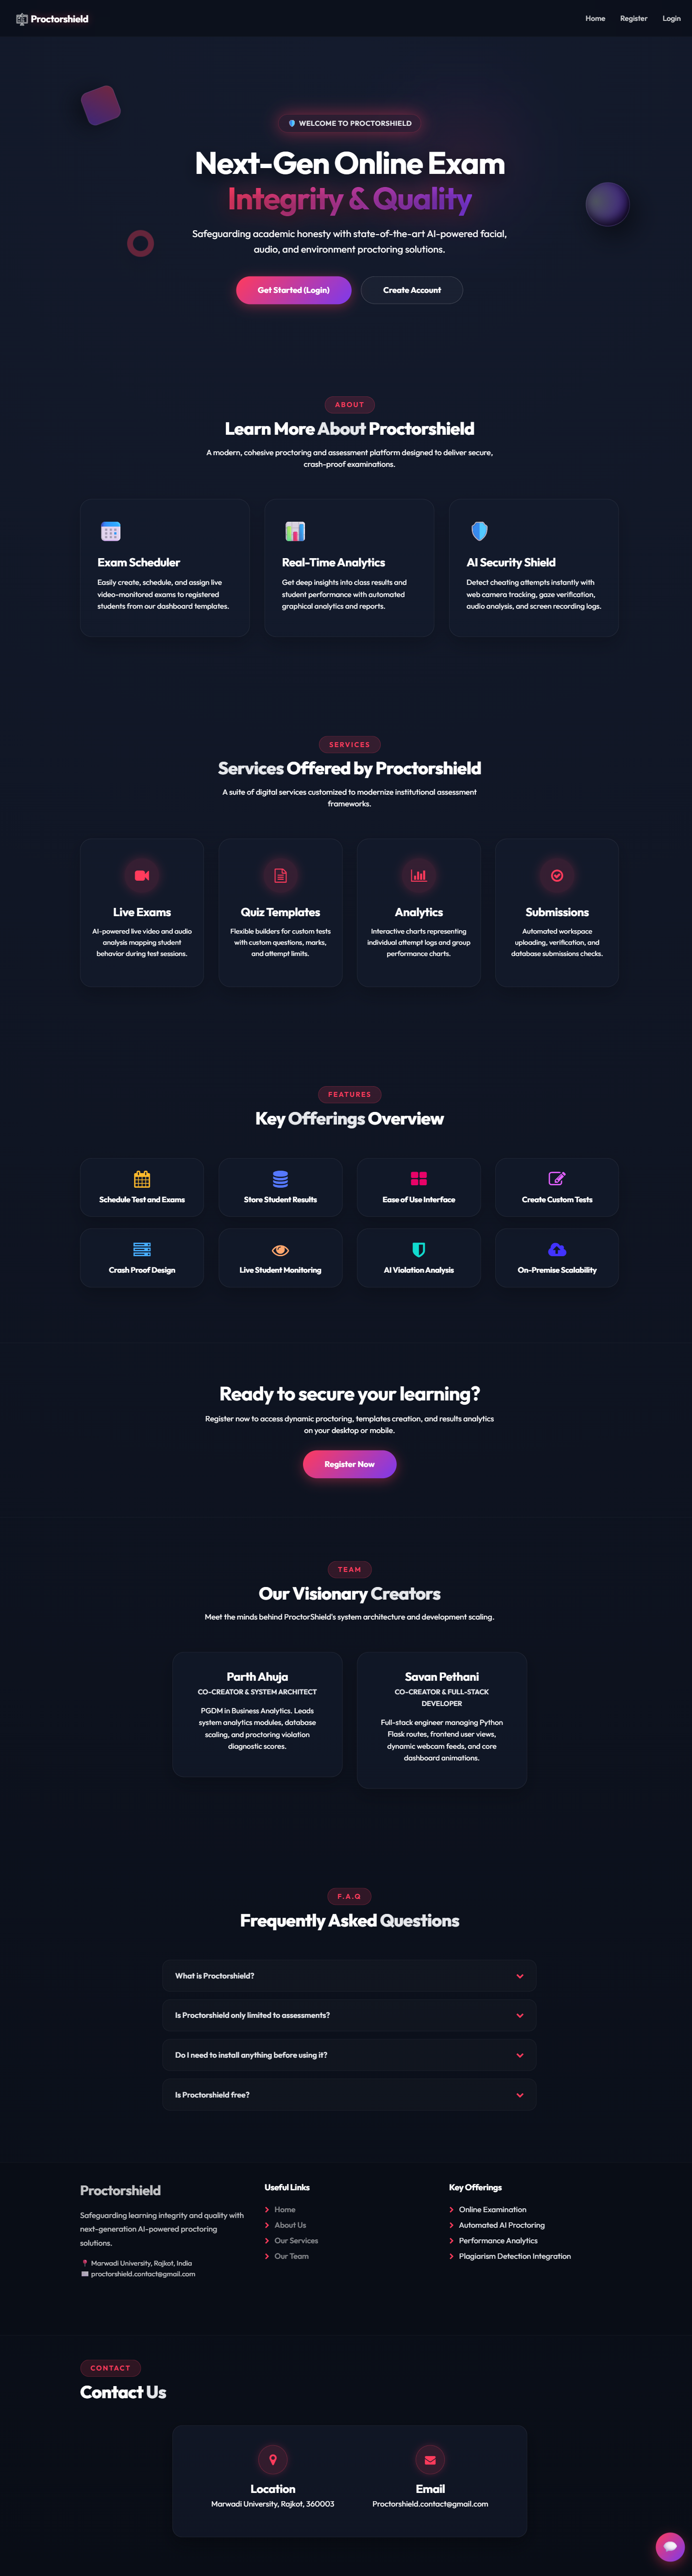 Proctorshield
Home Register Login
WELCOME TO PROCTORSHIELD
Next-Gen Online Exam
Integrity & Quality
Safeguarding academic honesty with state-of-the-art AI-powered facial,
audio, and environment proctoring solutions.
Get Started (Login) Create Account
ABOUT
Learn More About Proctorshield
A modern, cohesive proctoring and assessment platform designed to deliver secure,
crash-proof examinations.
Exam Scheduler
Easily create, schedule, and assign live
video-monitored exams to registered
students from our dashboard templates.
Real-Time Analytics
Get deep insights into class results and
student performance with automated
graphical analytics and reports.
AI Security Shield
Detect cheating attempts instantly with
web camera tracking, gaze verification,
audio analysis, and screen recording logs.
SERVICES
Services Offered by Proctorshield
A suite of digital services customized to modernize institutional assessment
frameworks.
Live Exams
AI-powered live video and audio
analysis mapping student
behavior during test sessions.
Quiz Templates
Flexible builders for custom tests
with custom questions, marks,
and attempt limits.
Analytics
Interactive charts representing
individual attempt logs and group
performance charts.
Submissions
Automated workspace
uploading, verification, and
database submissions checks.
FEATURES
Key Offerings Overview
Schedule Test and Exams
Store Student Results
Ease of Use Interface
Create Custom Tests
Crash Proof Design
Live Student Monitoring
AI Violation Analysis
On-Premise Scalability
Ready to secure your learning?
Register now to access dynamic proctoring, templates creation, and results analytics
on your desktop or mobile.
Register Now
TEAM
Our Visionary Creators
Meet the minds behind ProctorShield's system architecture and development scaling.
Parth Ahuja
CO-CREATOR & SYSTEM ARCHITECT
PGDM in Business Analytics. Leads
system analytics modules, database
scaling, and proctoring violation
diagnostic scores.
Savan Pethani
CO-CREATOR & FULL-STACK
DEVELOPER
Full-stack engineer managing Python
Flask routes, frontend user views,
dynamic webcam feeds, and core
dashboard animations.
F.A.Q
Frequently Asked Questions
What is Proctorshield?
Is Proctorshield only limited to assessments?
Do I need to install anything before using it?
Is Proctorshield free?
Proctorshield
Safeguarding learning integrity and quality with
next-generation AI-powered proctoring
solutions.
Marwadi University, Rajkot, India
proctorshield.contact@gmail.com
Useful Links
Home
About Us
Our Services
Our Team
Key Offerings
Online Examination
Automated AI Proctoring
Performance Analytics
Plagiarism Detection Integration
CONTACT
Contact Us
Location
Marwadi University, Rajkot, 360003
Email
Proctorshield.contact@gmail.com